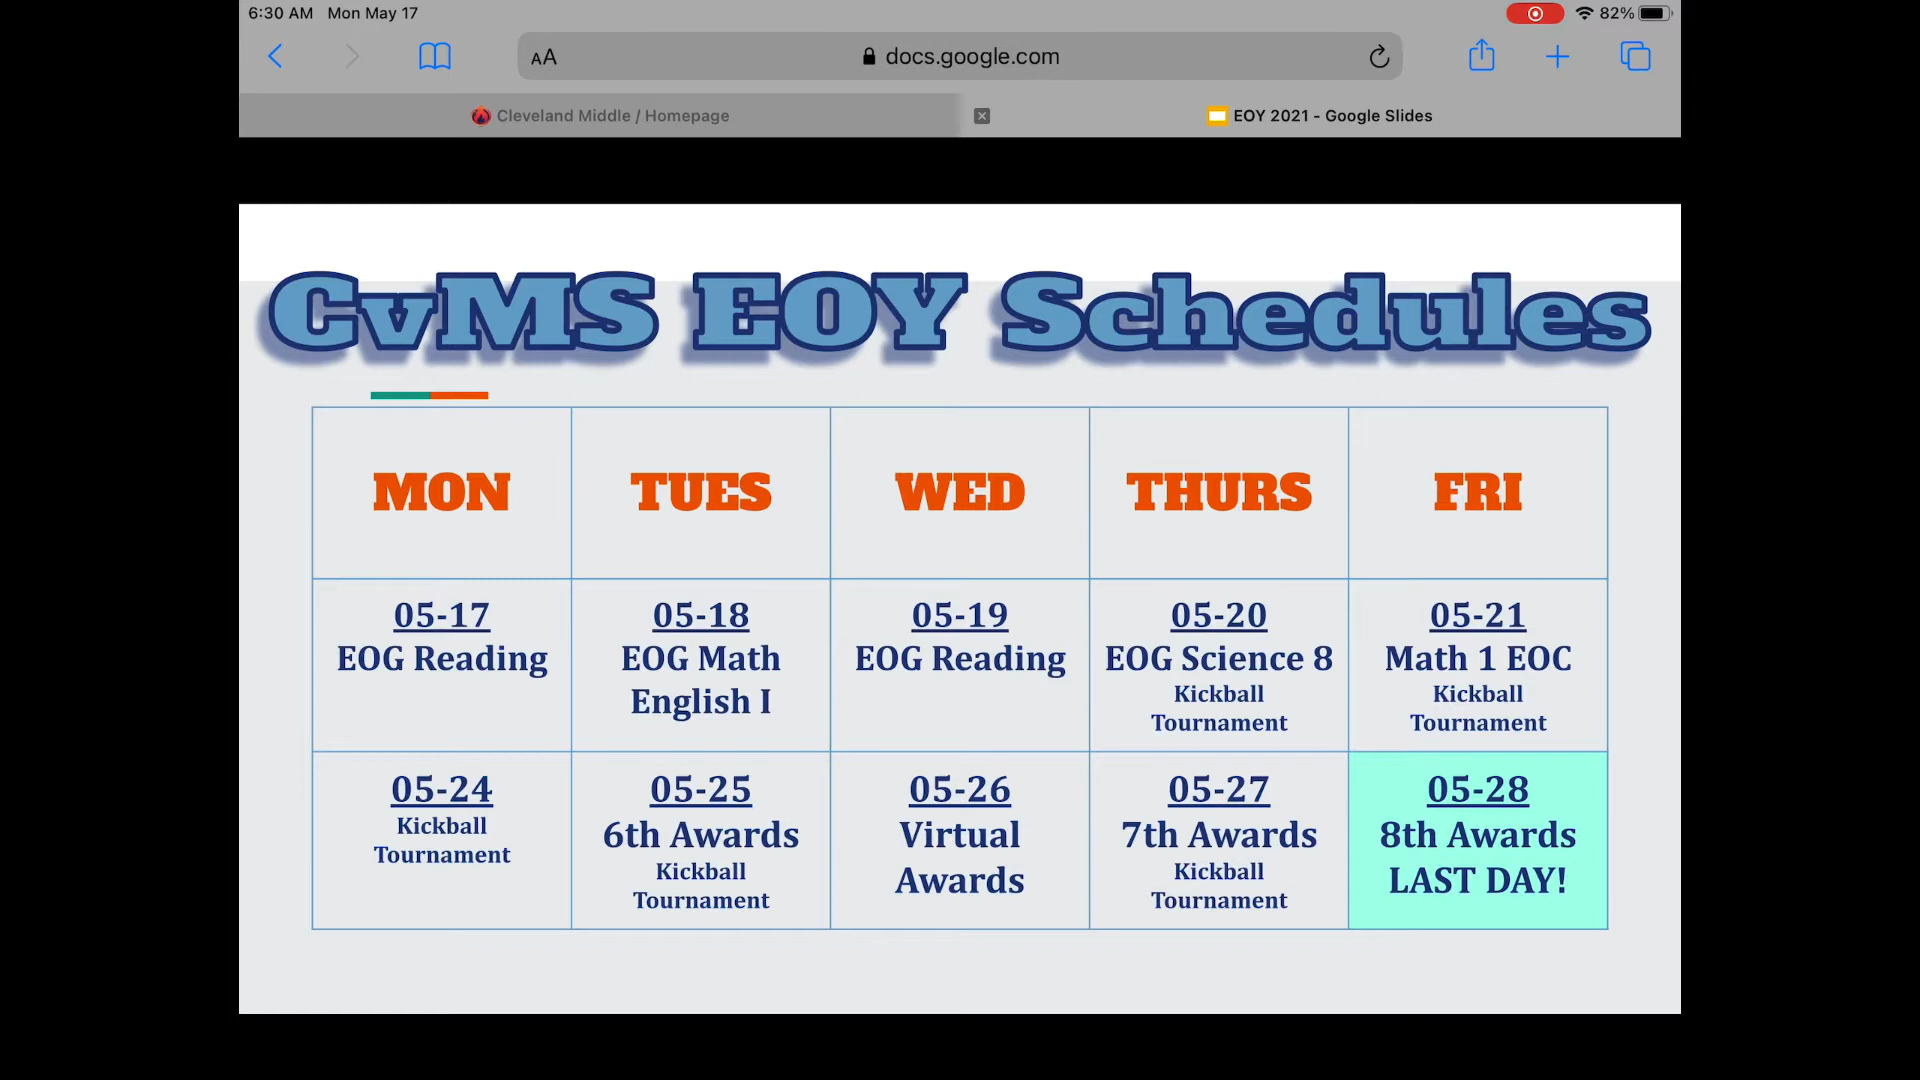 6:30 AM Mon May 17
82%
AA
docs.google.com
Cleveland Middle / Homepage
EOY 2021 - Google Slides
CvMS EOY Schedules
MON
TUES
WED
THURS
FRI
05-17
EOG Reading
05-18
EOG Math
English I
05-19
EOG Reading
05-20
EOG Science 8
Kickball
Tournament
05-21
Math 1 EOC
Kickball
Tournament
05-24
Kickball
Tournament
05-25
6th Awards
Kickball
Tournament
05-26
Virtual
Awards
05-27
7th Awards
Kickball
Tournament
05-28
8th Awards
LAST DAY!